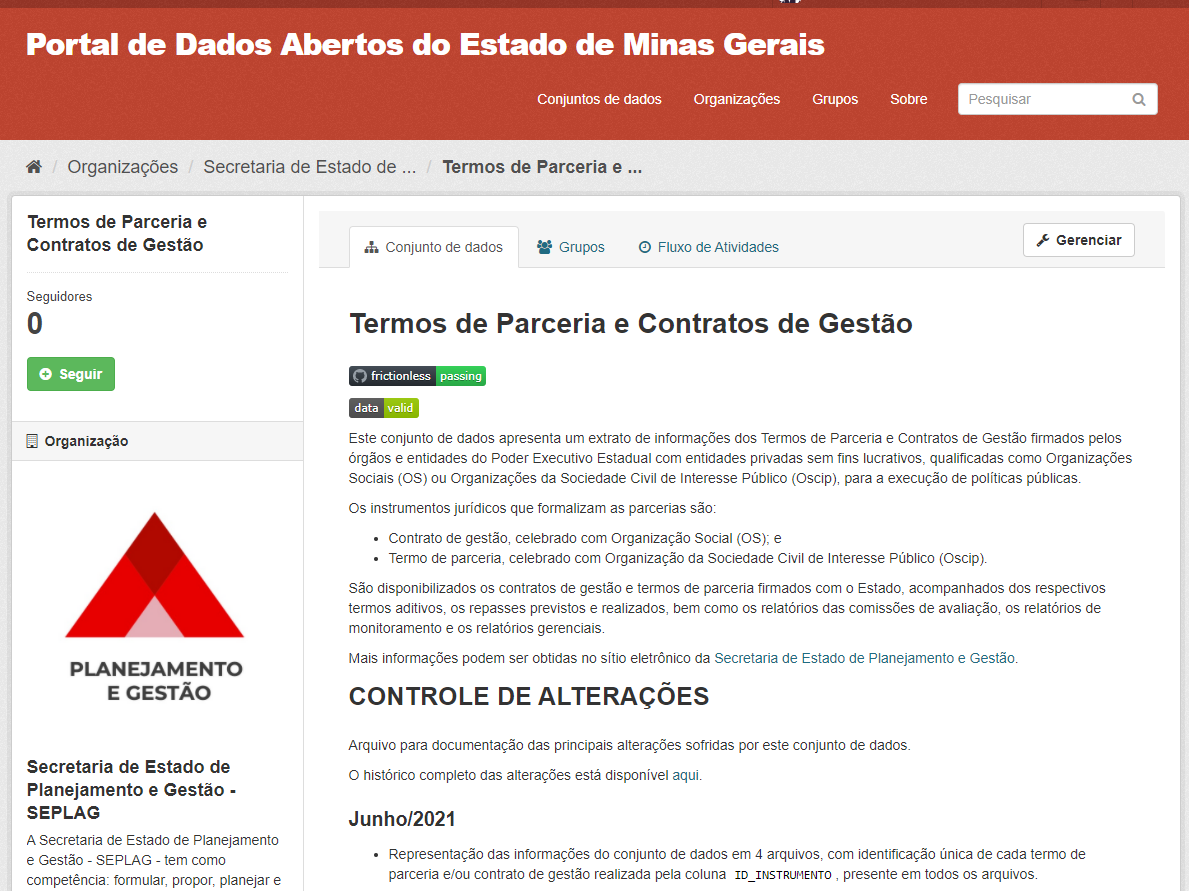 Portal de Dados Abertos do Estado de Minas Gerais
Conjuntos de dados Organizações Grupos Sobre Pesquisar
/ Organizações / Secretaria de Estado de ... / Termos de Parceria e ...
Termos de Parceria e
Contratos de Gestão
Seguidores
0
Seguir
Organização
PLANEJAMENTO
E GESTÃO
Secretaria de Estado de
Planejamento e Gestão -
SEPLAG
A Secretaria de Estado de Planejamento
e Gestão - SEPLAG - tem como
competência: formular, propor, planejar e
Conjunto de dados Grupos Fluxo de Atividades Gerenciar
Termos de Parceria e Contratos de Gestão
frictionless passing
data valid
Este conjunto de dados apresenta um extrato de informações dos Termos de Parceria e Contratos de Gestão firmados pelos
órgãos e entidades do Poder Executivo Estadual com entidades privadas sem fins lucrativos, qualificadas como Organizações
Sociais (OS) ou Organizações da Sociedade Civil de Interesse Público (Oscip), para a execução de políticas públicas.
Os instrumentos jurídicos que formalizam as parcerias são:
• Contrato de gestão, celebrado com Organização Social (OS); e
• Termo de parceria, celebrado com Organização da Sociedade Civil de Interesse Público (Oscip).
São disponibilizados os contratos de gestão e termos de parceria firmados com o Estado, acompanhados dos respectivos
termos aditivos, os repasses previstos e realizados, bem como os relatórios das comissões de avaliação, os relatórios de
monitoramento e os relatórios gerenciais.
Mais informações podem ser obtidas no sítio eletrônico da Secretaria de Estado de Planejamento e Gestão.
CONTROLE DE ALTERAÇÕES
Arquivo para documentação das principais alterações sofridas por este conjunto de dados.
O histórico completo das alterações está disponível aqui.
Junho/2021
• Representação das informações do conjunto de dados em 4 arquivos, com identificação única de cada termo de
parceria e/ou contrato de gestão realizada pela coluna ID_INSTRUMENTO , presente em todos os arquivos.